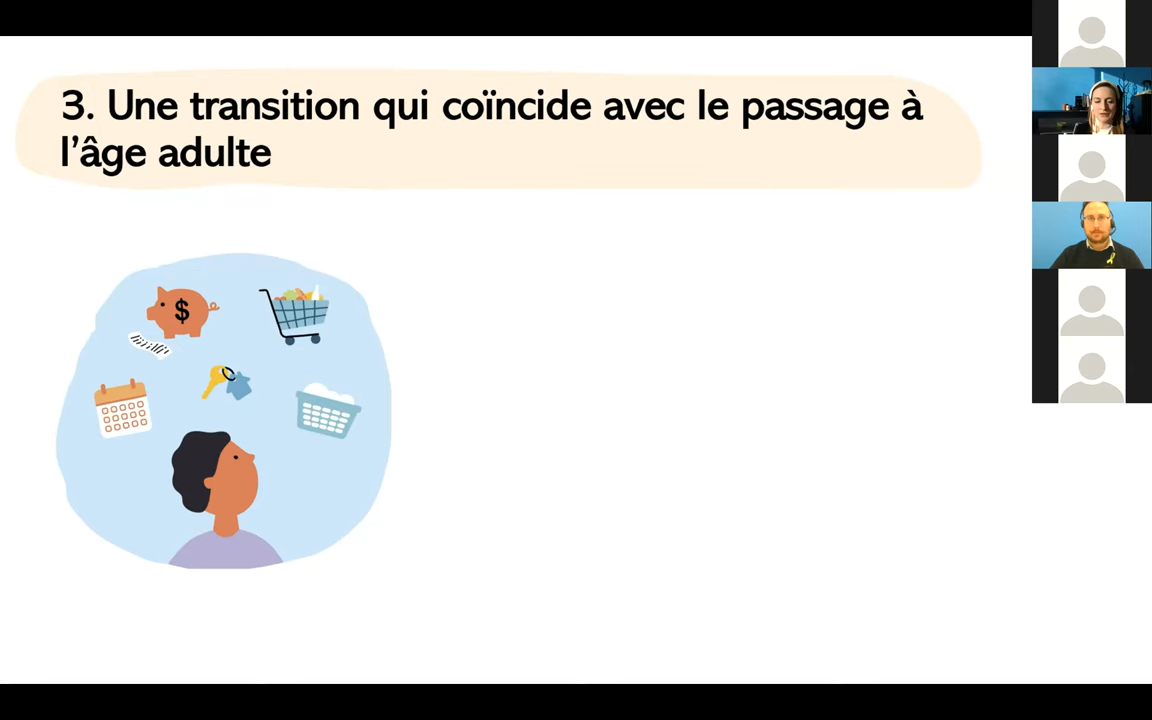 3. Une transition qui coïncide avec le passage à
l’âge adulte
$